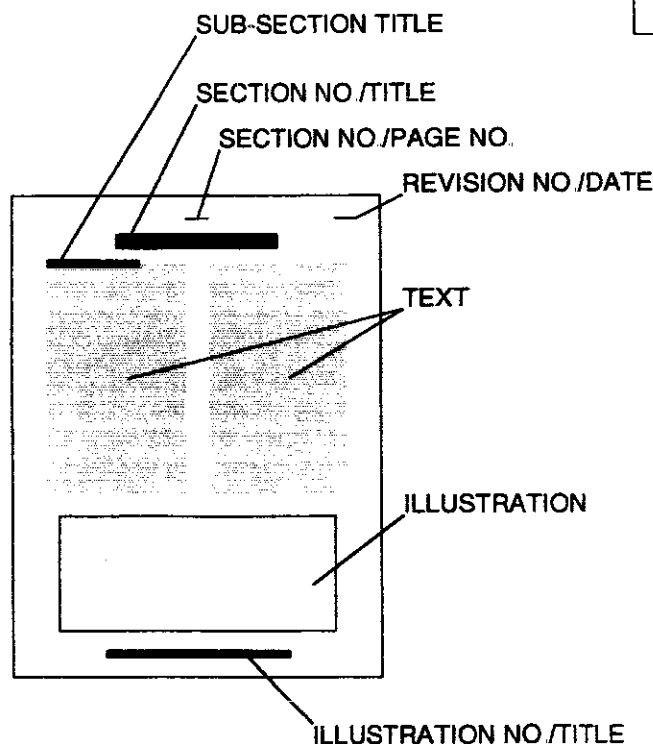 SUB-SECTION TITLE
SECTION NO./TITLE
SECTION NO./PAGE NO.
REVISION NO./DATE
TEXT
ILLUSTRATION
ILLUSTRATION NO./TITLE